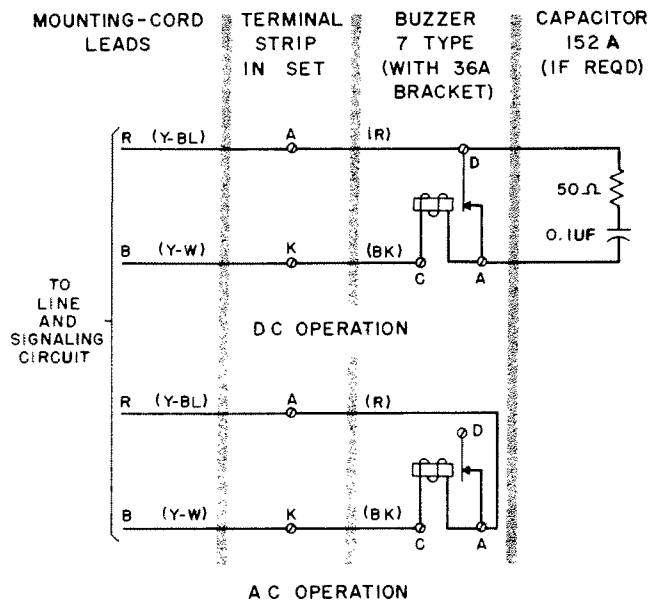 MOUNTING-CORD LEADS
TERMINAL STRIP IN SET
BUZZER 7 TYPE (WITH 36A BRACKET)
CAPACITOR 152 A (IF REQD)
R (Y-BL) A (R)
D
50Ω
0.1UF
B (Y-W) K (BK)
C A
TO LINE AND SIGNALING CIRCUIT
DC OPERATION
R (Y-BL) A (R)
D
B (Y-W) K (BK)
C A
AC OPERATION